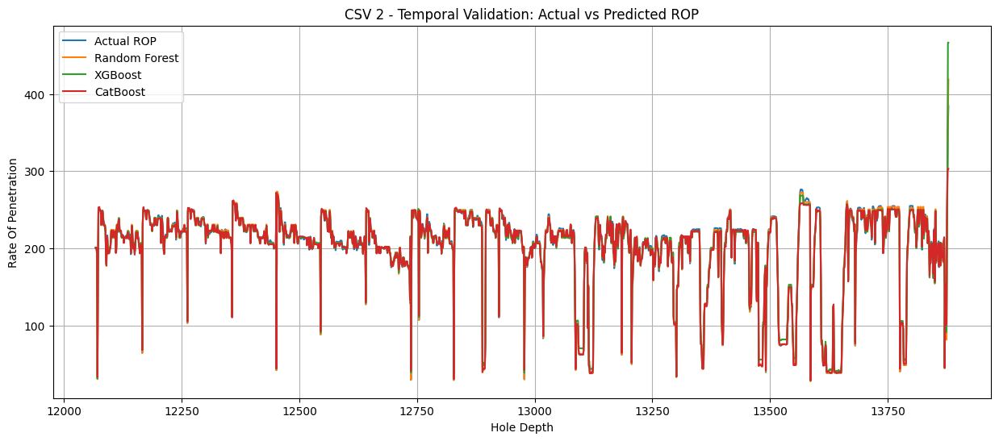 CSV 2 - Temporal Validation: Actual vs Predicted ROP
Actual ROP
Random Forest
XGBoost
CatBoost
Rate Of Penetration
400
300
200
100
12000 12250 12500 12750 13000 13250 13500 13750
Hole Depth